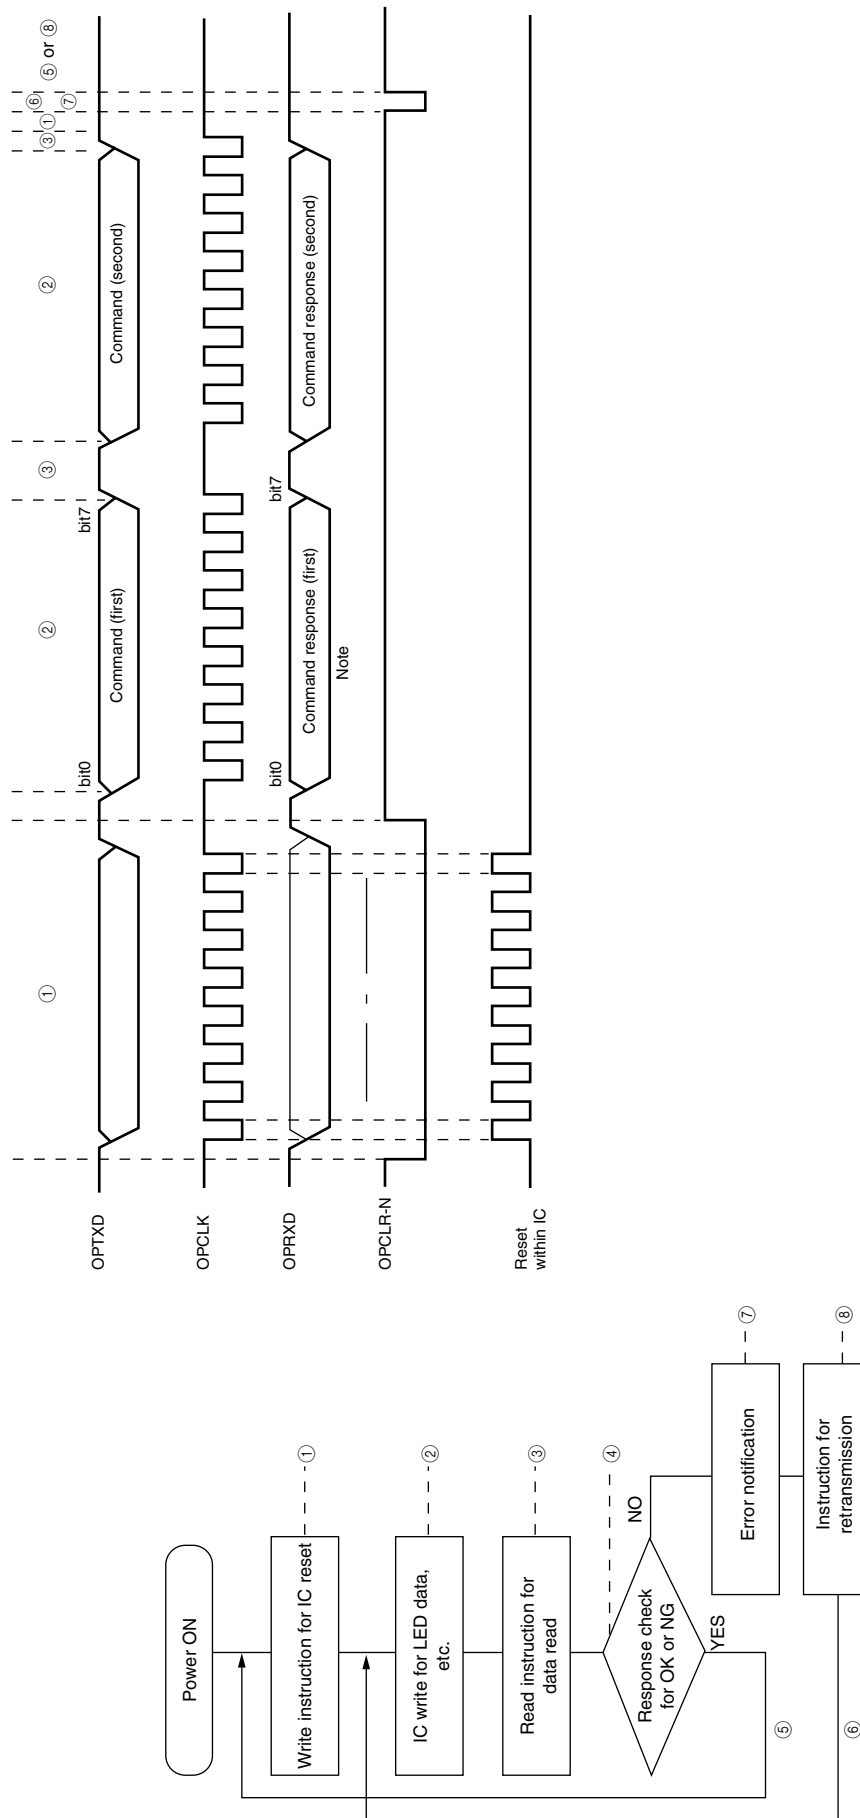 Power ON
Write instruction for IC reset
①
IC write for LED data,
etc.
②
Read instruction for
data read
③
Response check
for OK or NG
④
NO
YES
Error notification
⑦
Instruction for
retransmission
⑧
⑤
⑥
①
②
③
②
③
①
⑥
⑦
⑤ or ⑧
OPTXD
bit0
Command (first)
bit7
Command (second)
OPCLK
OPRXD
bit0
Command response (first)
bit7
Command response (second)
Note
OPCLR-N
Reset
within IC